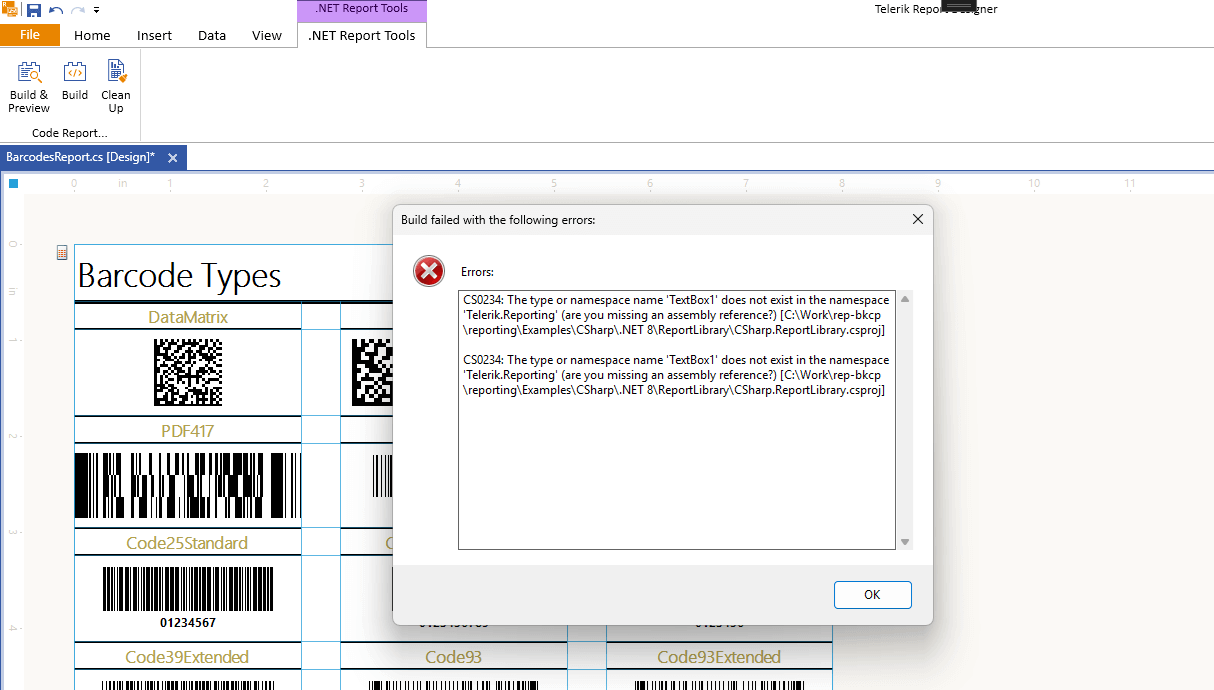 .NET Report Tools
Telerik Report Designer
File Home Insert Data View .NET Report Tools
Build & Preview
Build
Clean Up
Code Report...
BarcodesReport.cs [Design]*
0 in 1 2 3 4 5 6 7 8 9 10 11
0
in
1
2
3
4
Barcode Types
DataMatrix
PDF417
Code25Standard
01234567
Code39Extended
Code93
Code93Extended
Build failed with the following errors:
Errors:
CS0234: The type or namespace name 'TextBox1' does not exist in the namespace
'Telerik.Reporting' (are you missing an assembly reference?) [C:\Work\rep-bkcp
\reporting\Examples\CSharp\.NET 8\ReportLibrary\CSharp.ReportLibrary.csproj]
CS0234: The type or namespace name 'TextBox1' does not exist in the namespace
'Telerik.Reporting' (are you missing an assembly reference?) [C:\Work\rep-bkcp
\reporting\Examples\CSharp\.NET 8\ReportLibrary\CSharp.ReportLibrary.csproj]
OK